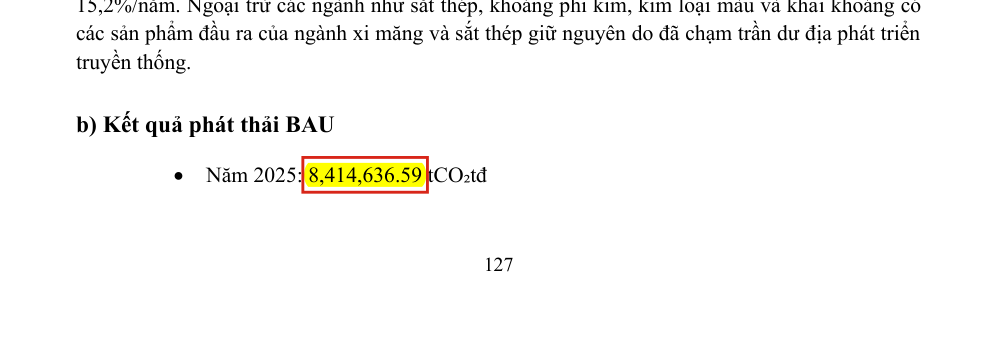 15,2%/năm. Ngoại trừ các ngành như sắt thép, khoáng phi kim, kim loại màu và khai khoáng có
các sản phẩm đầu ra của ngành xi măng và sắt thép giữ nguyên do đã chạm trần dư địa phát triển
truyền thống.
b) Kết quả phát thải BAU
• Năm 2025: 8,414,636.59 tCO₂tđ
127